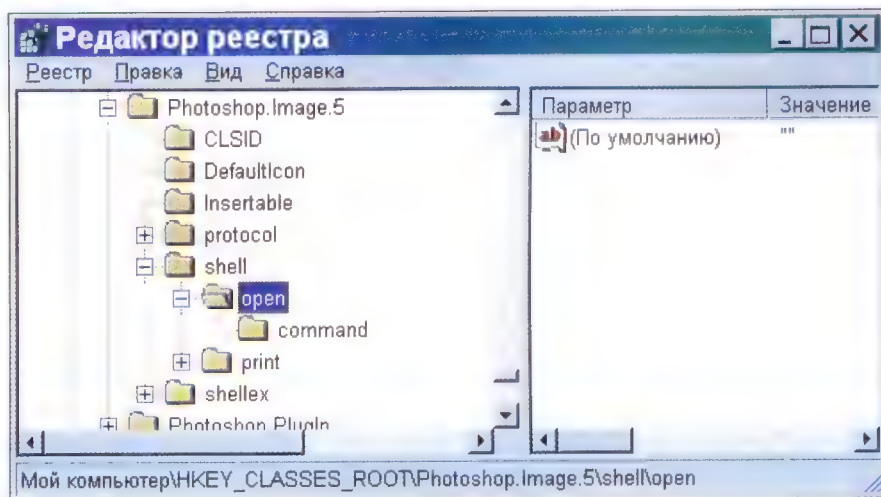 Редактор реестра
Реестр Правка Вид Справка
Photoshop.Image.5
CLSID
DefaultIcon
Insertable
protocol
shell
open
command
print
shellex
Photoshop.PlugIn
Параметр Значение
ab (По умолчанию) ""
Мой компьютер\HKEY_CLASSES_ROOT\Photoshop.Image.5\shell\open